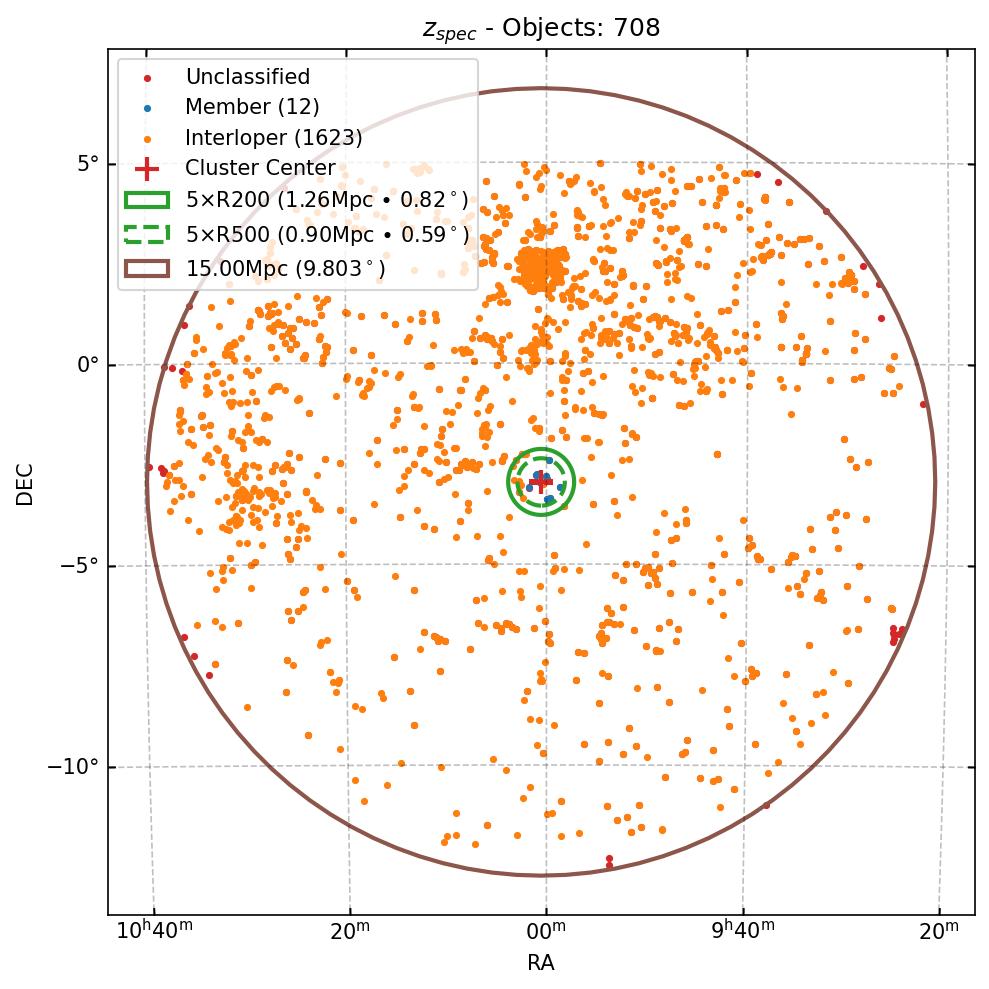 z_spec - Objects: 708
Unclassified
Member (12)
Interloper (1623)
Cluster Center
5×R200 (1.26Mpc • 0.82°)
5×R500 (0.90Mpc • 0.59°)
15.00Mpc (9.803°)
5°
0°
−5°
−10°
DEC
10ʰ40ᵐ 20ᵐ 00ᵐ 9ʰ40ᵐ 20ᵐ
RA